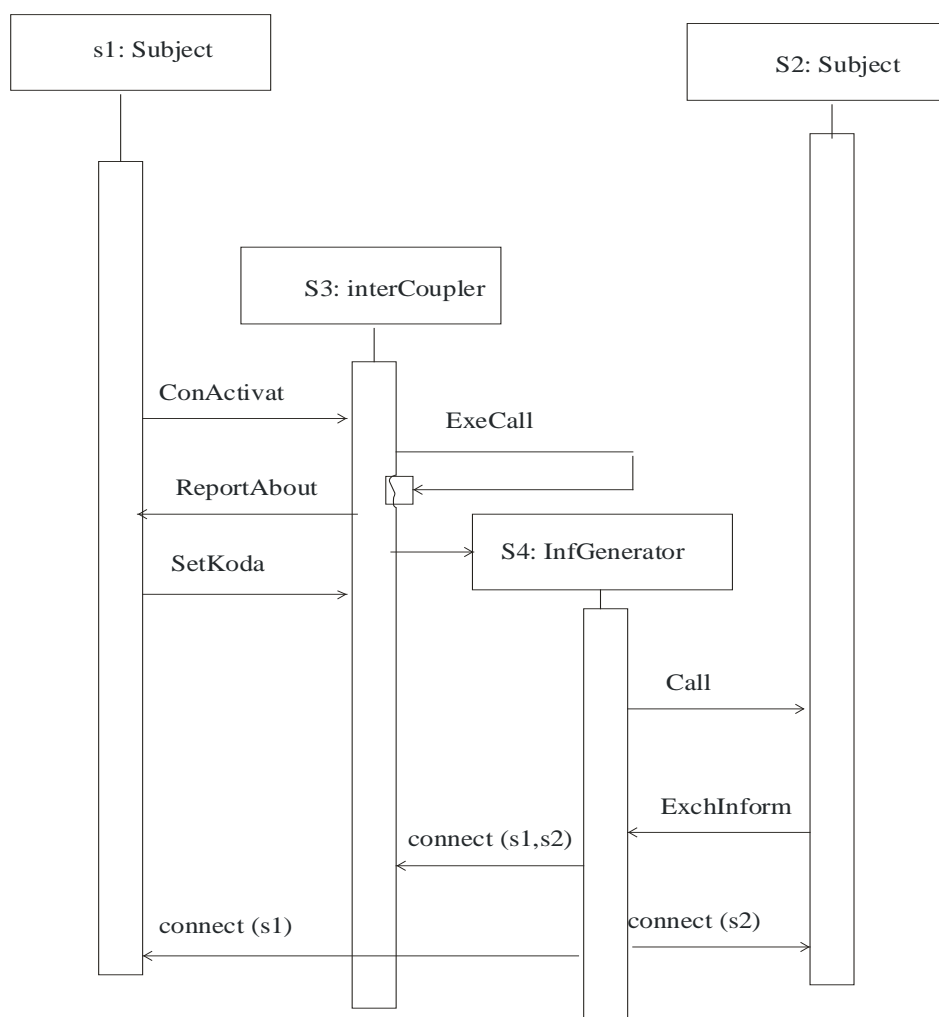 s1: Subject
S2: Subject
S3: interCoupler
ConActivat
ExeCall
ReportAbout
S4: InfGenerator
SetKoda
Call
ExchInform
connect (s1,s2)
connect (s2)
connect (s1)